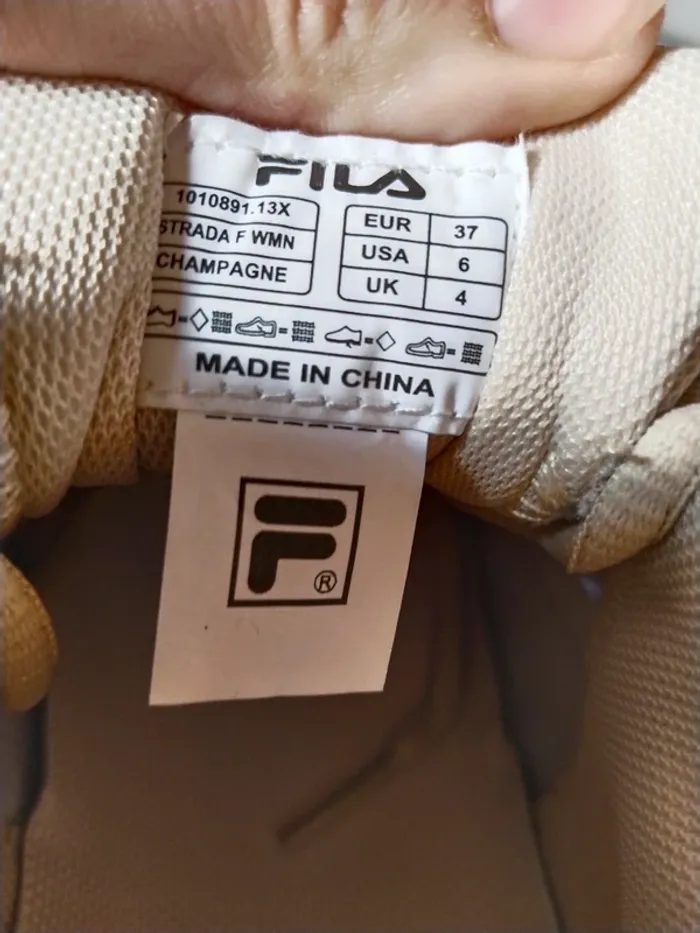 FILA
1010891.13X
STRADA F WMN
CHAMPAGNE
EUR 37
USA 6
UK 4
MADE IN CHINA
F
®